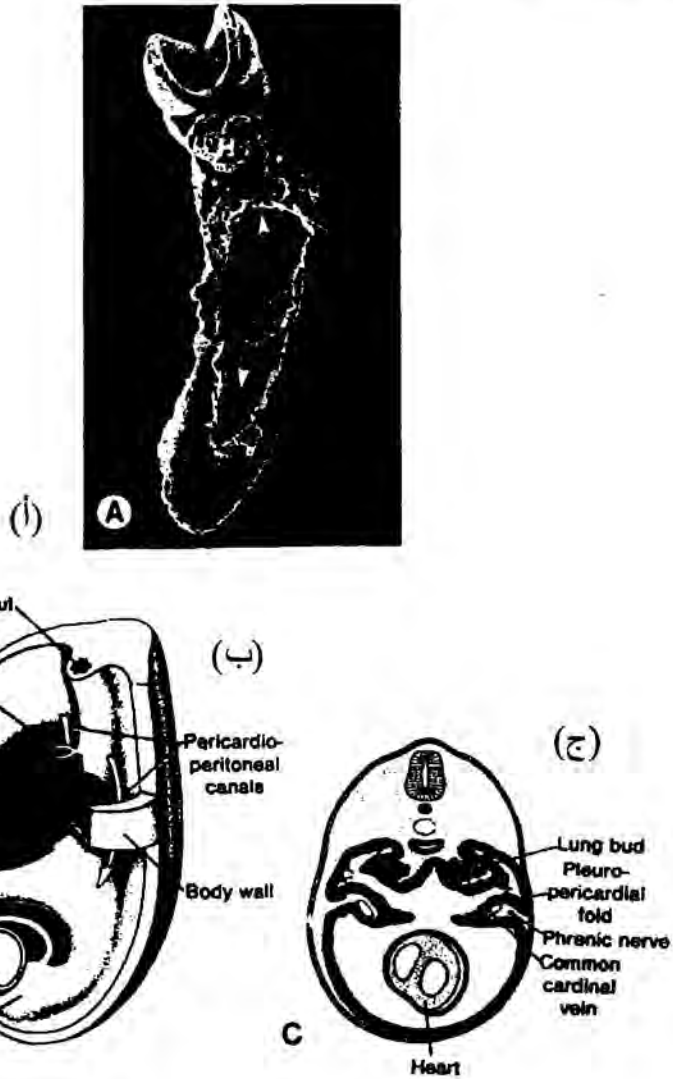 H
(أ)
A
(ب)
Pericardio-
peritoneal
canals
Body wall
(ج)
Lung bud
Pleuro-
pericardial
fold
Phrenic nerve
Common
cardinal
vein
C
Heart